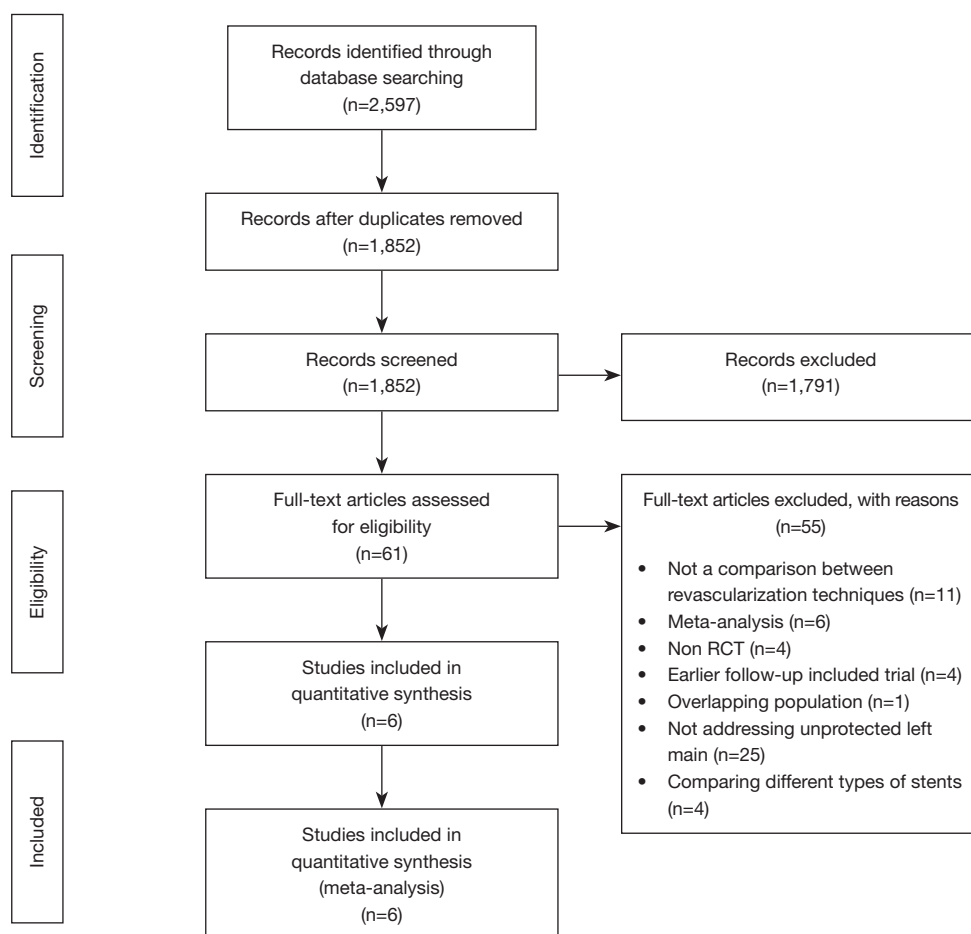 Identification
Records identified through
database searching
(n=2,597)
Records after duplicates removed
(n=1,852)
Screening
Records screened
(n=1,852)
Records excluded
(n=1,791)
Eligibility
Full-text articles assessed
for eligibility
(n=61)
Full-text articles excluded, with reasons
(n=55)
• Not a comparison between
revascularization techniques (n=11)
• Meta-analysis (n=6)
• Non RCT (n=4)
• Earlier follow-up included trial (n=4)
• Overlapping population (n=1)
• Not addressing unprotected left
main (n=25)
• Comparing different types of stents
(n=4)
Studies included in
quantitative synthesis
(n=6)
Included
Studies included in
quantitative synthesis
(meta-analysis)
(n=6)